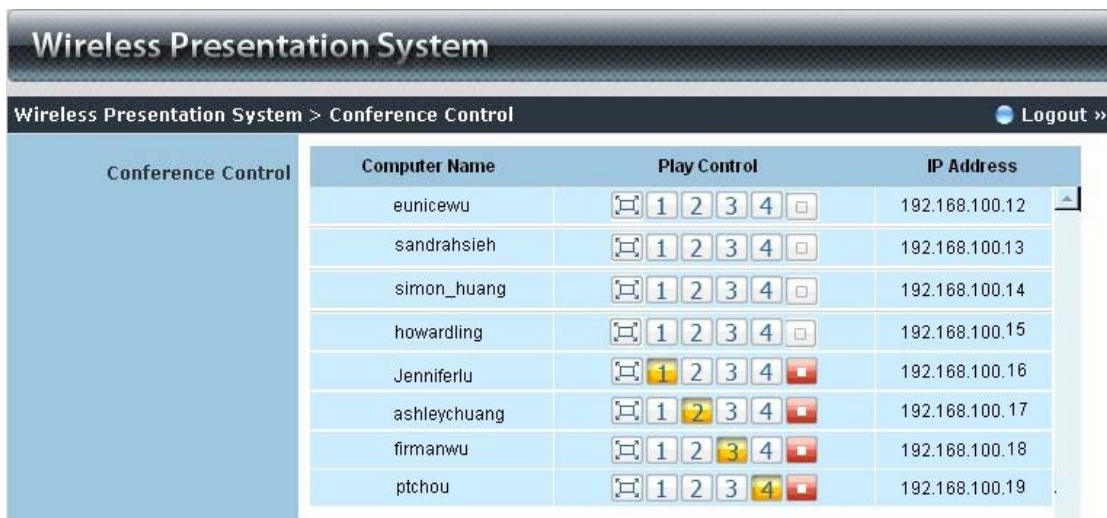 Wireless Presentation System
Wireless Presentation System > Conference Control Logout »
Conference Control
Computer Name Play Control IP Address
eunicewu 1 2 3 4 192.168.100.12
sandrahsieh 1 2 3 4 192.168.100.13
simon_huang 1 2 3 4 192.168.100.14
howardling 1 2 3 4 192.168.100.15
Jenniferlu 1 2 3 4 192.168.100.16
ashleychuang 1 2 3 4 192.168.100.17
firmanwu 1 2 3 4 192.168.100.18
ptchou 1 2 3 4 192.168.100.19